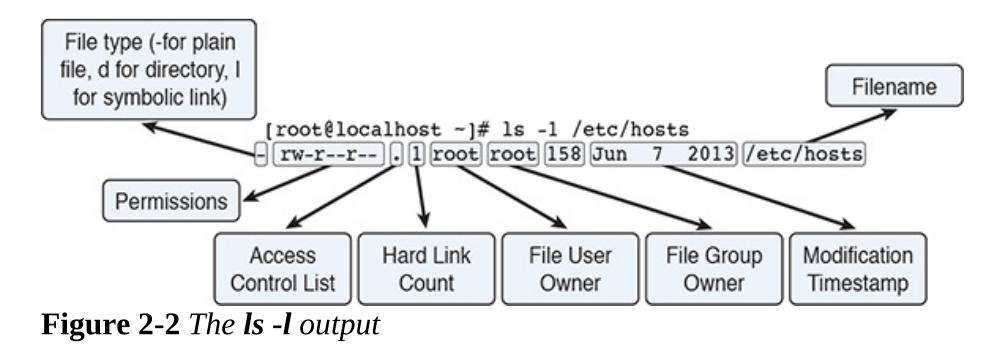 File type (-for plain
file, d for directory, l
for symbolic link)
Filename
[root@localhost ~]# ls -l /etc/hosts
- rw-r--r-- . 1 root root 158 Jun 7 2013 /etc/hosts
Permissions
Access
Control List
Hard Link
Count
File User
Owner
File Group
Owner
Modification
Timestamp
Figure 2-2 The ls -l output